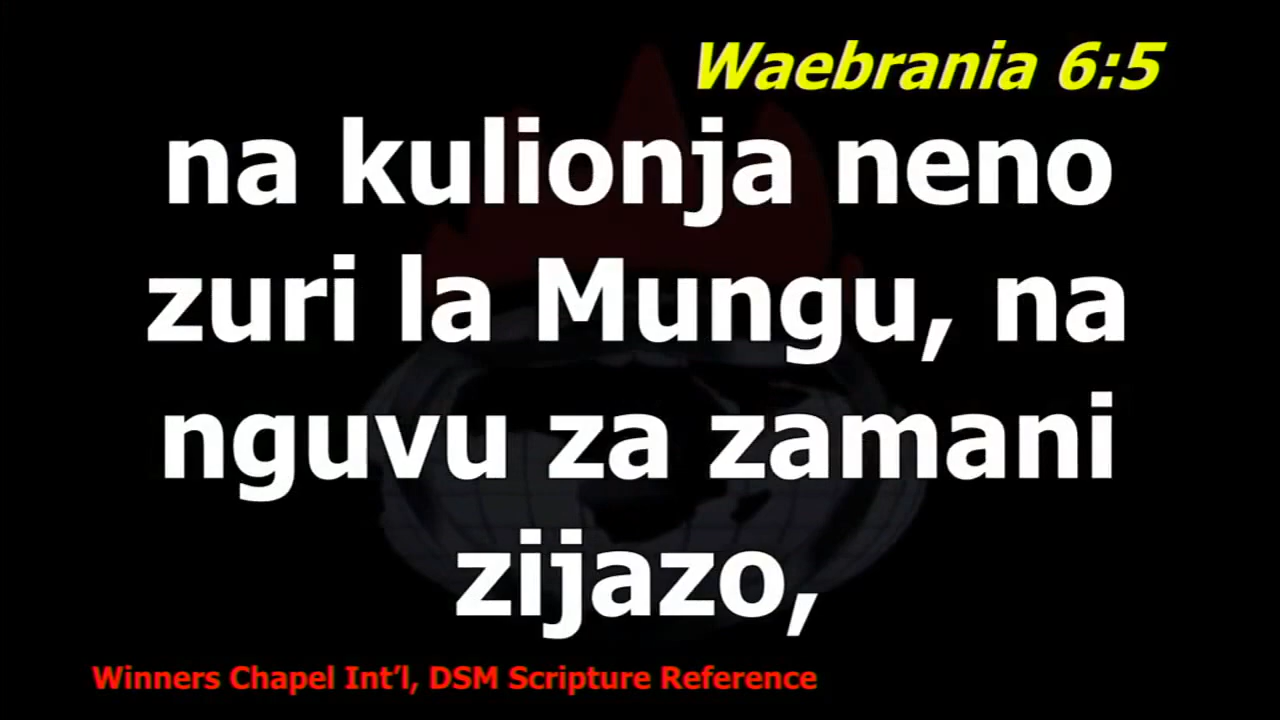 Waebrania 6:5
na kulionja neno
zuri la Mungu, na
nguvu za zamani
zijazo,
Winners Chapel Int'l, DSM Scripture Reference